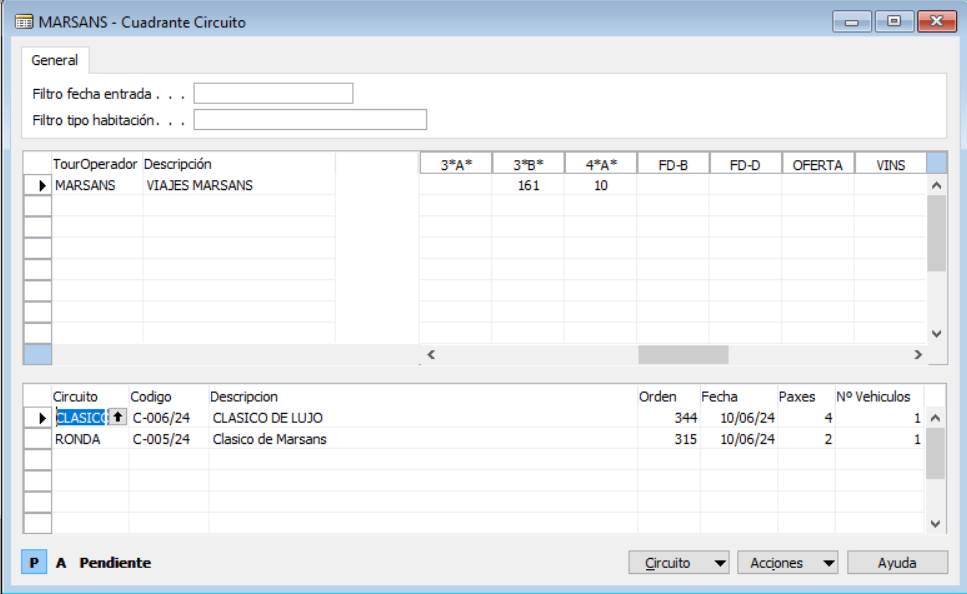 MARSANS - Cuadrante Circuito
General
Filtro fecha entrada . . .
Filtro tipo habitación. . .
TourOperador Descripción 3*A* 3*B* 4*A* FD-B FD-D OFERTA VINS
MARSANS VIAJES MARSANS 161 10
Circuito Codigo Descripcion Orden Fecha Paxes Nº Vehiculos
CLASICO C-006/24 CLASICO DE LUJO 344 10/06/24 4 1
RONDA C-005/24 Clasico de Marsans 315 10/06/24 2 1
P A Pendiente Circuito Acciones Ayuda